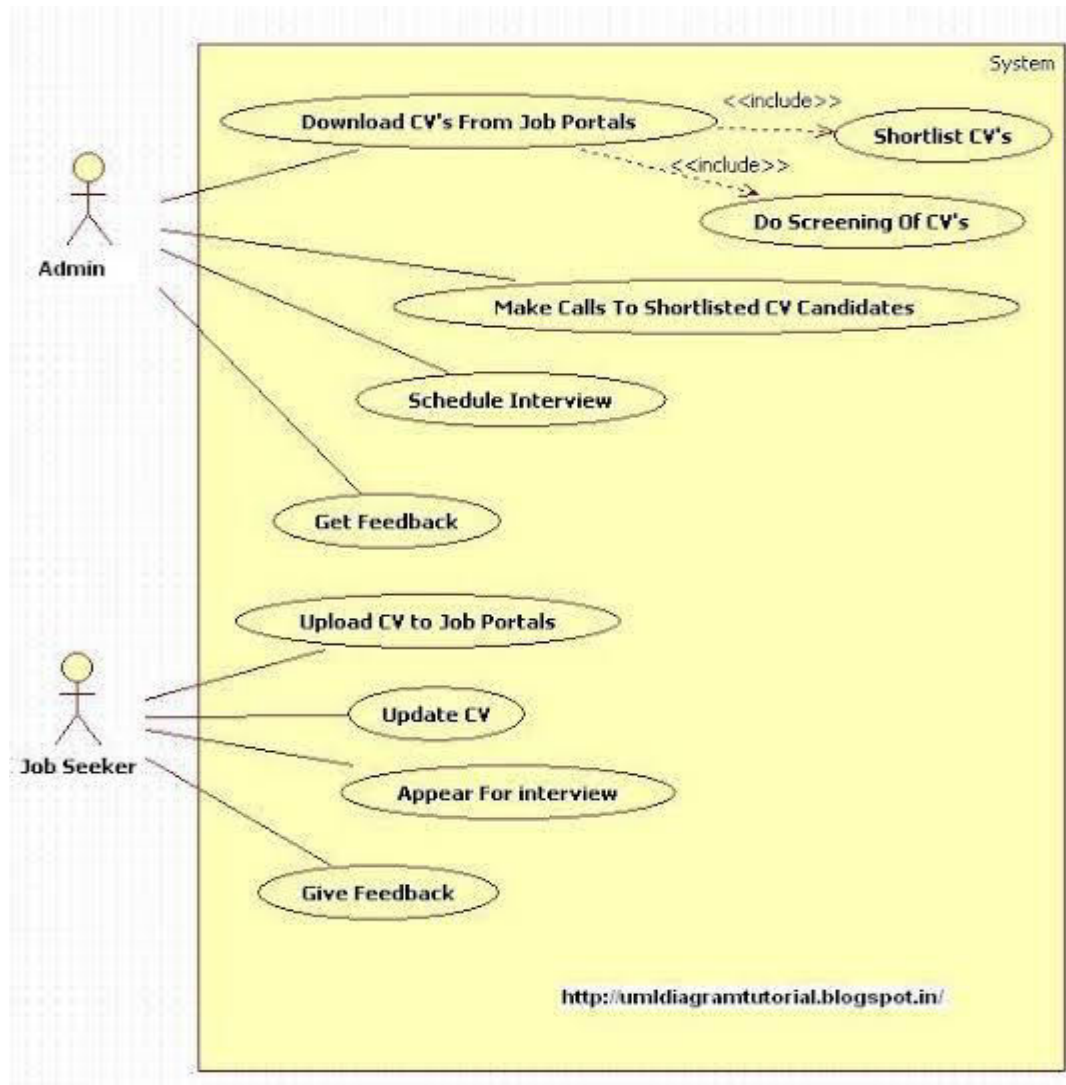 System
<<include>>
Download CV's From Job Portals
Shortlist CV's
<<include>>
Do Screening Of CV's
Admin
Make Calls To Shortlisted CV Candidates
Schedule Interview
Get Feedback
Upload CV to Job Portals
Update CV
Job Seeker
Appear For interview
Give Feedback
http://umldiagramtutorial.blogspot.in/